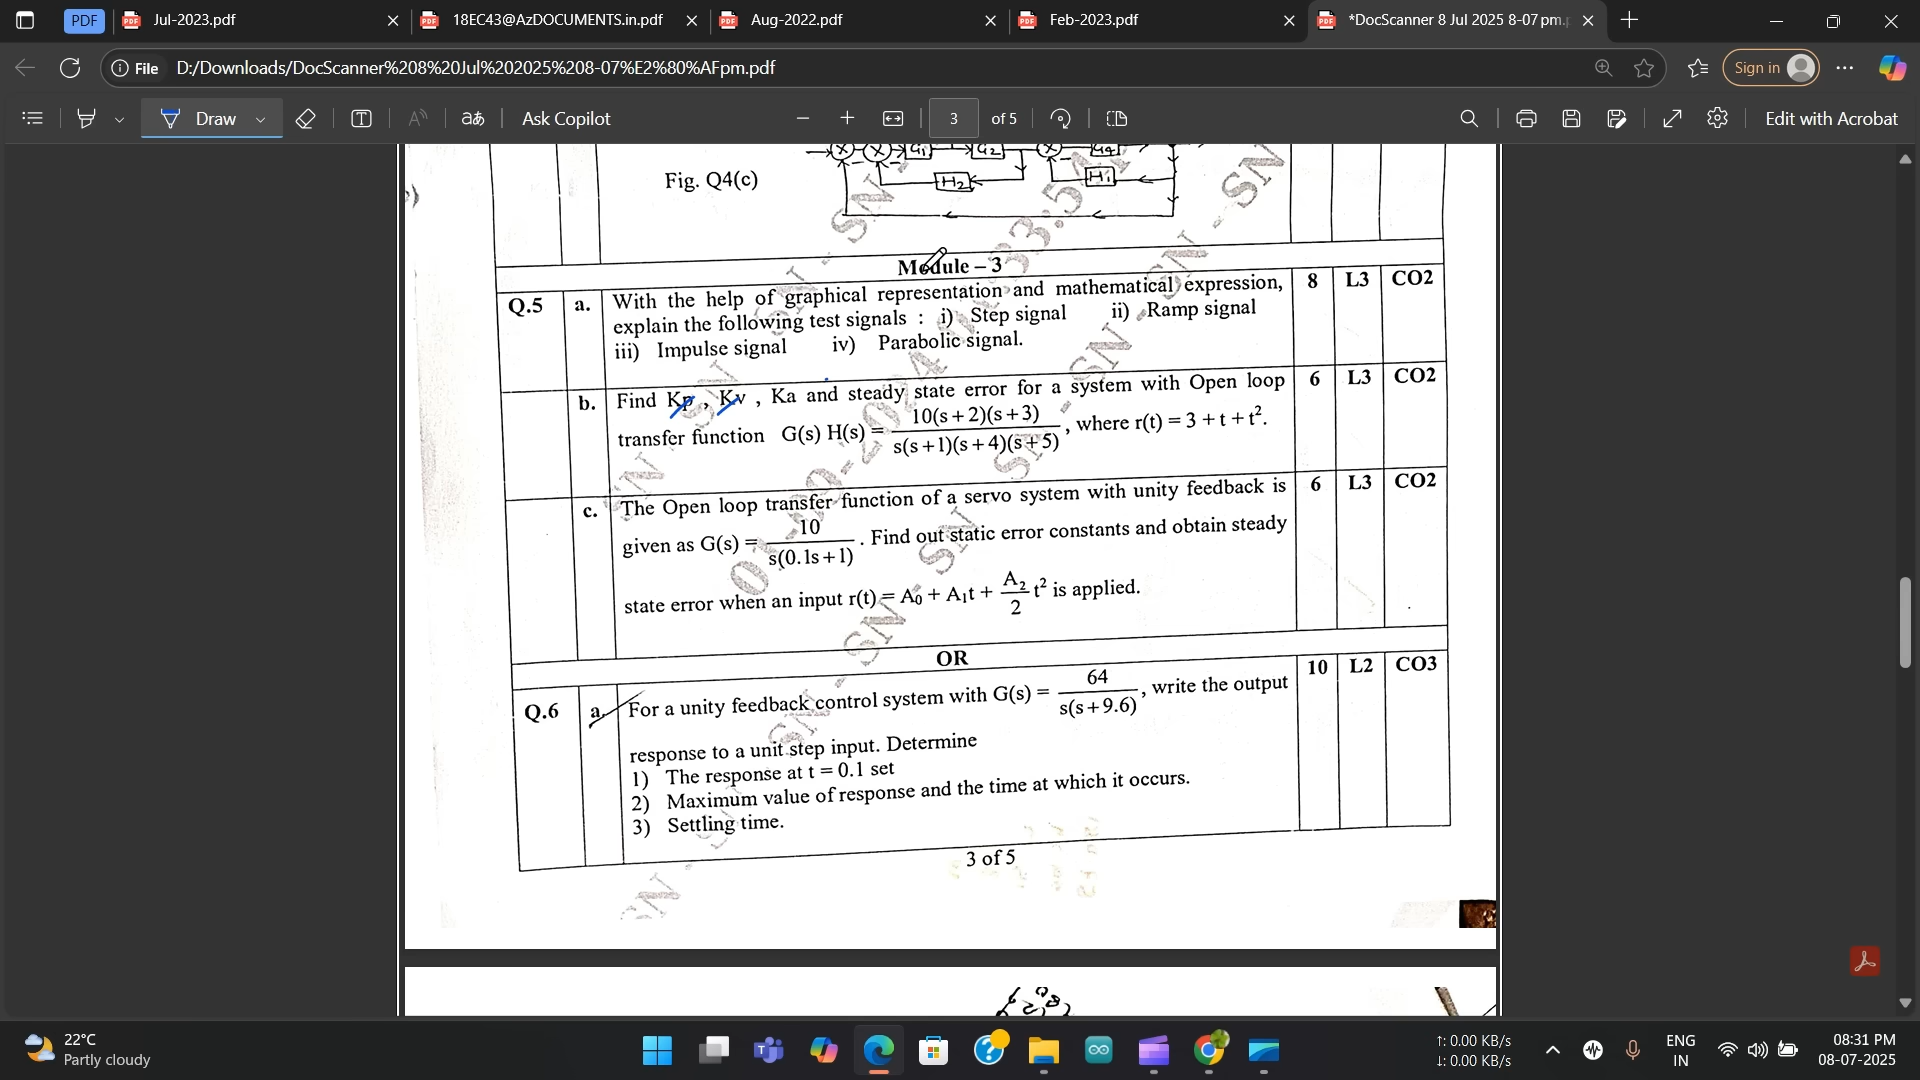 PDF
Jul-2023.pdf
18EC43@AzDOCUMENTS.in.pdf
Aug-2022.pdf
Feb-2023.pdf
*DocScanner 8 Jul 2025 8-07 pm.p
File
D:/Downloads/DocScanner%208%20Jul%202025%208-07%E2%80%AFpm.pdf
Sign in
Draw
aあ
Ask Copilot
3 of 5
Edit with Acrobat
G1 G2 G4
H2 H1
Fig. Q4(c)
Module – 3
Q.5 a. With the help of graphical representation and mathematical expression, 8 L3 CO2
explain the following test signals : i) Step signal ii) Ramp signal
iii) Impulse signal iv) Parabolic signal.
b. Find Kp , Kv , Ka and steady state error for a system with Open loop 6 L3 CO2
transfer function G(s) H(s) = 10(s+2)(s+3) / s(s+1)(s+4)(s+5) , where r(t) = 3 + t + t².
c. The Open loop transfer function of a servo system with unity feedback is 6 L3 CO2
given as G(s) = 10 / s(0.1s+1) . Find out static error constants and obtain steady
state error when an input r(t) = A₀ + A₁t + A₂/2 t² is applied.
OR
Q.6 a. For a unity feedback control system with G(s) = 64 / s(s+9.6) , write the output 10 L2 CO3
response to a unit step input. Determine
1) The response at t = 0.1 set
2) Maximum value of response and the time at which it occurs.
3) Settling time.
3 of 5
SN - SN - SN
22°C
Partly cloudy
↑: 0.00 KB/s
↓: 0.00 KB/s
ENG
IN
08:31 PM
08-07-2025